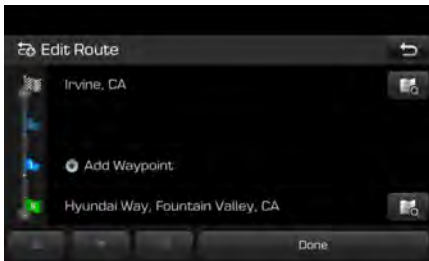 Edit Route
Irvine, CA
Add Waypoint
Hyundai Way, Fountain Valley, CA
Done